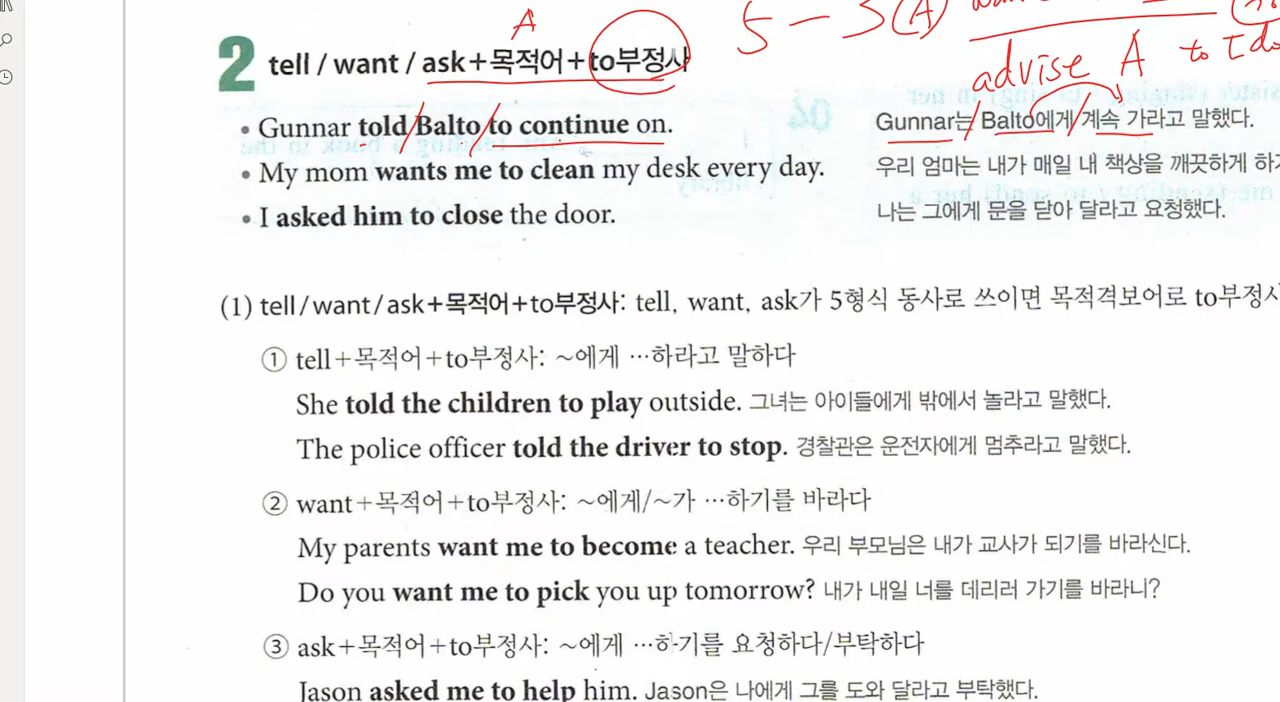 A
5 - 5(A)
advise A to [do
2 tell / want / ask+목적어+to부정사
• Gunnar told Balto to continue on. Gunnar는 Balto에게 계속 가라고 말했다.
• My mom wants me to clean my desk every day. 우리 엄마는 내가 매일 내 책상을 깨끗하게 하기
• I asked him to close the door. 나는 그에게 문을 닫아 달라고 요청했다.
(1) tell/want/ask+목적어+to부정사: tell, want, ask가 5형식 동사로 쓰이면 목적격보어로 to부정사
① tell+목적어+to부정사: ~에게 …하라고 말하다
She told the children to play outside. 그녀는 아이들에게 밖에서 놀라고 말했다.
The police officer told the driver to stop. 경찰관은 운전자에게 멈추라고 말했다.
② want+목적어+to부정사: ~에게/~가 …하기를 바라다
My parents want me to become a teacher. 우리 부모님은 내가 교사가 되기를 바라신다.
Do you want me to pick you up tomorrow? 내가 내일 너를 데리러 가기를 바라니?
③ ask+목적어+to부정사: ~에게 …하기를 요청하다/부탁하다
Jason asked me to help him. Jason은 나에게 그를 도와 달라고 부탁했다.